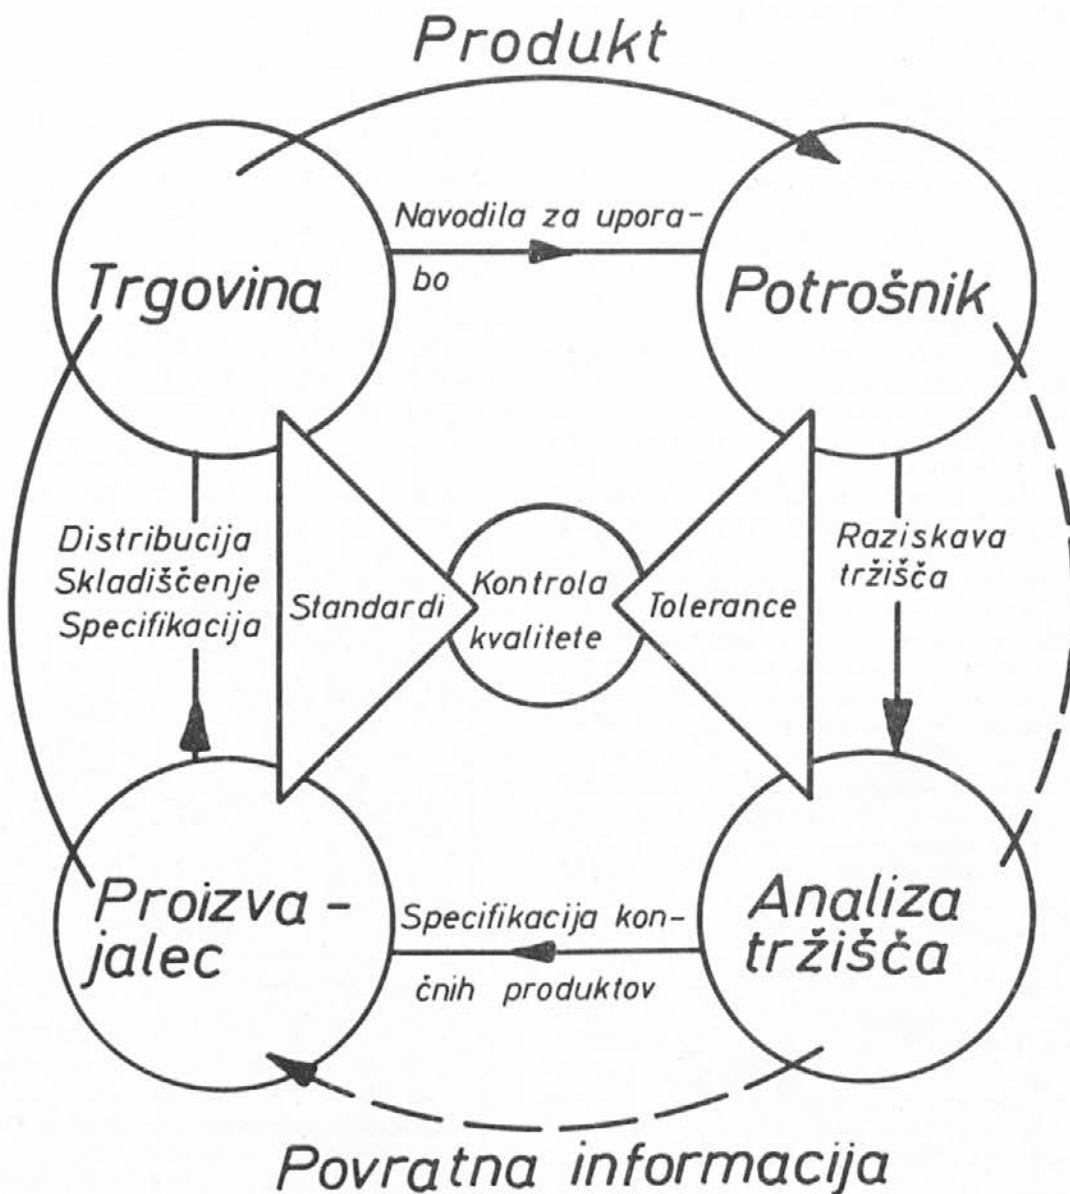 Produkt
Navodila za upora-
bo
Trgovina
Potrošnik
Distribucija
Skladiščenje
Specifikacija
Standardi
Kontrola
kvalitete
Tolerance
Raziskava
tržišča
Proizva-
jalec
Specifikacija kon-
čnih produktov
Analiza
tržišča
Povratna informacija